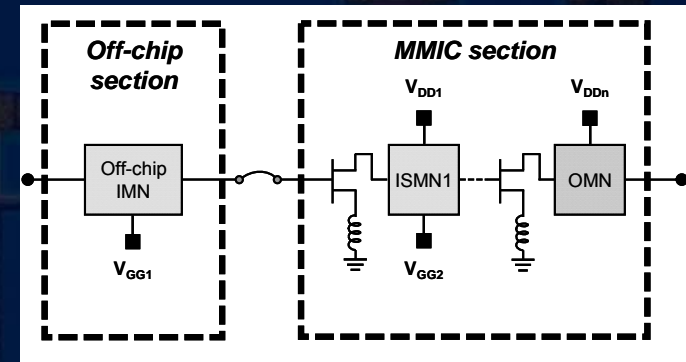 Off-chip
section
MMIC section
V_DD1
V_DDn
Off-chip
IMN
ISMN1
OMN
V_GG1
V_GG2